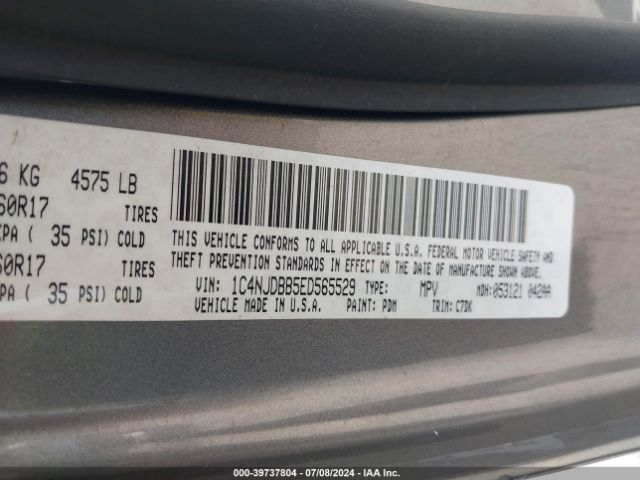 6 KG 4575 LB
60R17 TIRES
PA ( 35 PSI) COLD
60R17 TIRES
PA ( 35 PSI) COLD
THIS VEHICLE CONFORMS TO ALL APPLICABLE U.S.A. FEDERAL MOTOR VEHICLE SAFETY AND
THEFT PREVENTION STANDARDS IN EFFECT ON THE DATE OF MANUFACTURE SHOWN ABOVE.
VIN: 1C4NJDBB5ED565529 TYPE: MPV MDH: 053121 042AA
VEHICLE MADE IN U.S.A. PAINT: PDM TRIM: C7DK
000-39737804 - 07/08/2024 - IAA Inc.